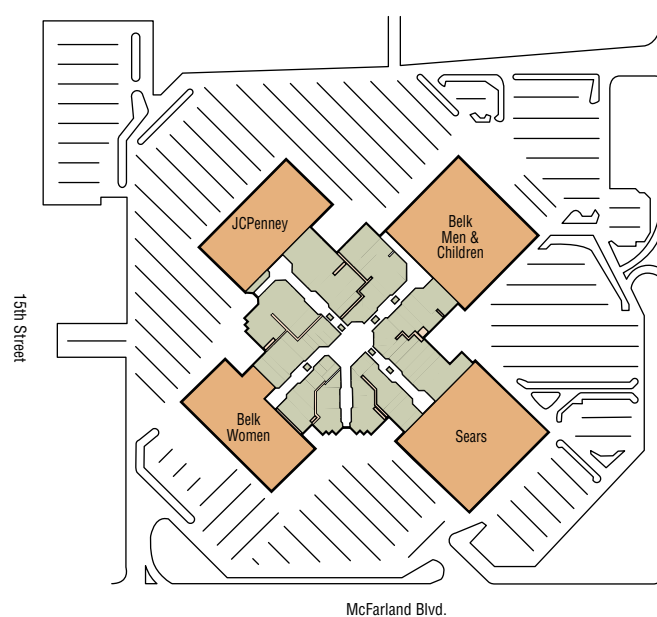 JCPenney
Belk
Men &
Children
15th Street
Belk
Women
Sears
McFarland Blvd.